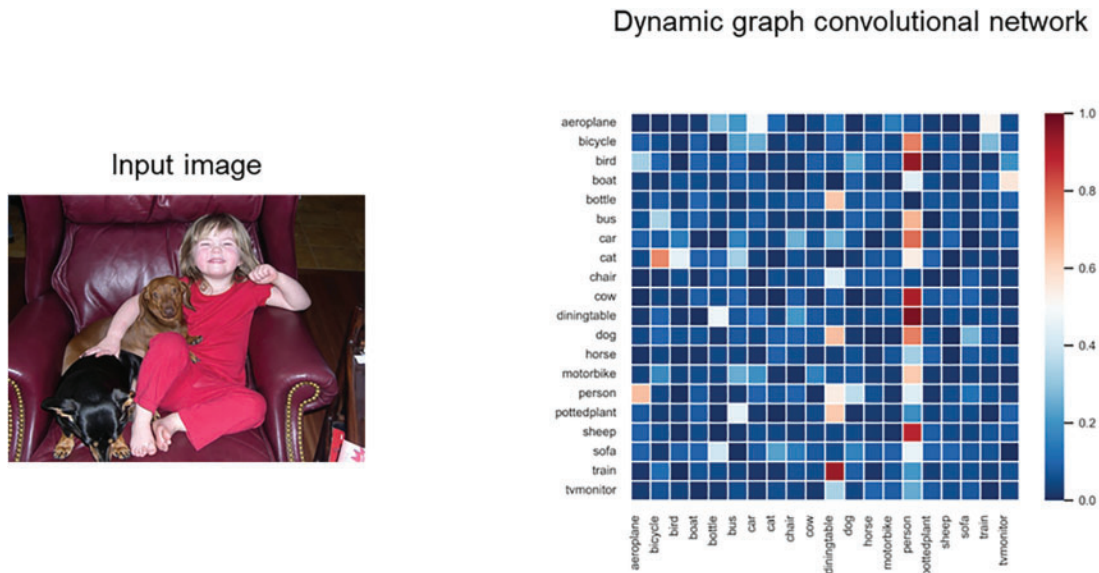 Dynamic graph convolutional network
Input image
aeroplane
bicycle
bird
boat
bottle
bus
car
cat
chair
cow
diningtable
dog
horse
motorbike
person
pottedplant
sheep
sofa
train
tvmonitor
1.0
0.8
0.6
0.4
0.2
0.0
aeroplane
bicycle
bird
boat
bottle
bus
car
cat
chair
cow
diningtable
dog
horse
motorbike
person
pottedplant
sheep
sofa
train
tvmonitor